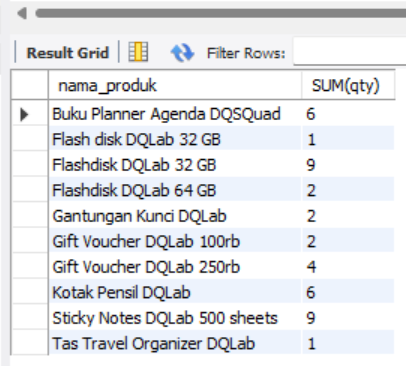 Result Grid Filter Rows:
nama_produk SUM(qty)
Buku Planner Agenda DQSQuad 6
Flash disk DQLab 32 GB 1
Flashdisk DQLab 32 GB 9
Flashdisk DQLab 64 GB 2
Gantungan Kunci DQLab 2
Gift Voucher DQLab 100rb 2
Gift Voucher DQLab 250rb 4
Kotak Pensil DQLab 6
Sticky Notes DQLab 500 sheets 9
Tas Travel Organizer DQLab 1